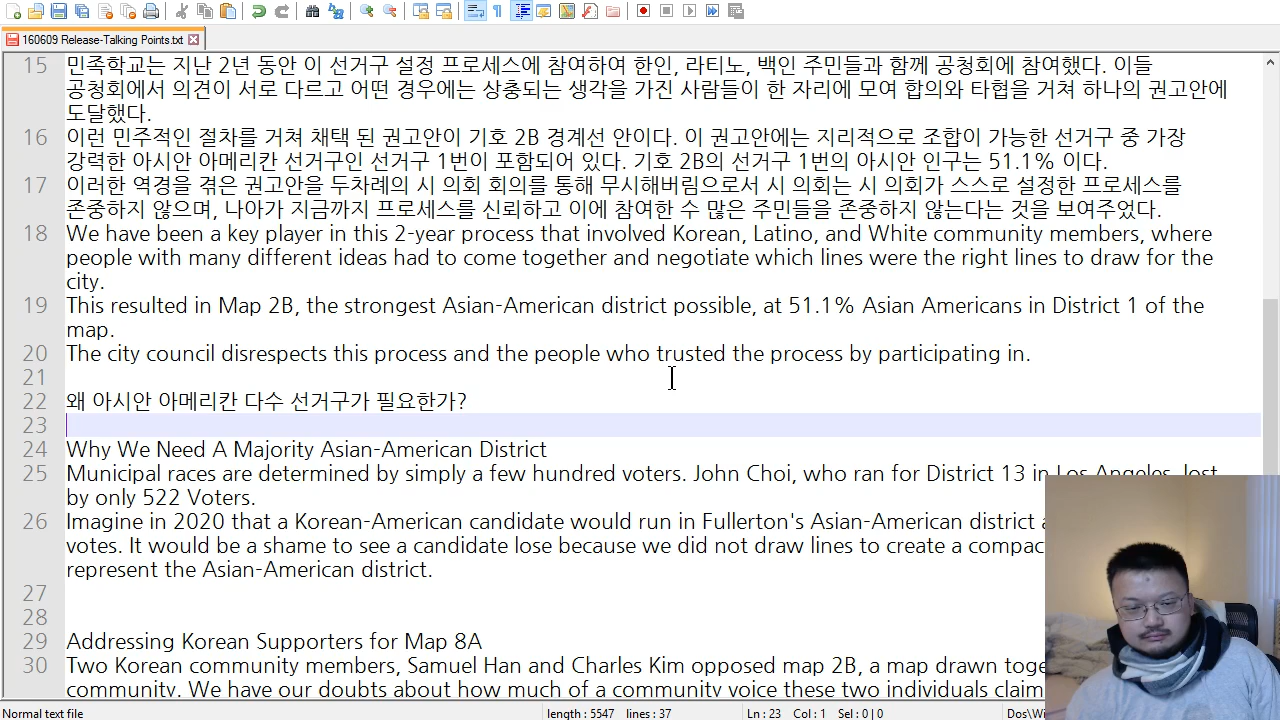 160609 Release-Talking Points.txt
15 민족학교는 지난 2년 동안 이 선거구 설정 프로세스에 참여하여 한인, 라티노, 백인 주민들과 함께 공청회에 참여했다. 이들
공청회에서 의견이 서로 다르고 어떤 경우에는 상충되는 생각을 가진 사람들이 한 자리에 모여 합의와 타협을 거쳐 하나의 권고안에
도달했다.
16 이런 민주적인 절차를 거쳐 채택 된 권고안이 기호 2B 경계선 안이다. 이 권고안에는 지리적으로 조합이 가능한 선거구 중 가장
강력한 아시안 아메리칸 선거구인 선거구 1번이 포함되어 있다. 기호 2B의 선거구 1번의 아시안 인구는 51.1% 이다.
17 이러한 역경을 겪은 권고안을 두차례의 시 의회 회의를 통해 무시해버림으로서 시 의회는 시 의회가 스스로 설정한 프로세스를
존중하지 않으며, 나아가 지금까지 프로세스를 신뢰하고 이에 참여한 수 많은 주민들을 존중하지 않는다는 것을 보여주었다.
18 We have been a key player in this 2-year process that involved Korean, Latino, and White community members, where
people with many different ideas had to come together and negotiate which lines were the right lines to draw for the
city.
19 This resulted in Map 2B, the strongest Asian-American district possible, at 51.1% Asian Americans in District 1 of the
map.
20 The city council disrespects this process and the people who trusted the process by participating in.
21
22 왜 아시안 아메리칸 다수 선거구가 필요한가?
23
24 Why We Need A Majority Asian-American District
25 Municipal races are determined by simply a few hundred voters. John Choi, who ran for District 13 in Los Angeles, lost
by only 522 Voters.
26 Imagine in 2020 that a Korean-American candidate would run in Fullerton's Asian-American district
votes. It would be a shame to see a candidate lose because we did not draw lines to create a
represent the Asian-American district.
27
28
29 Addressing Korean Supporters for Map 8A
30 Two Korean community members, Samuel Han and Charles Kim opposed map 2B, a map drawn
community. We have our doubts about how much of a community voice these two individuals
Normal text file length : 5547 lines : 37 Ln : 23 Col : 1 Sel : 0 | 0